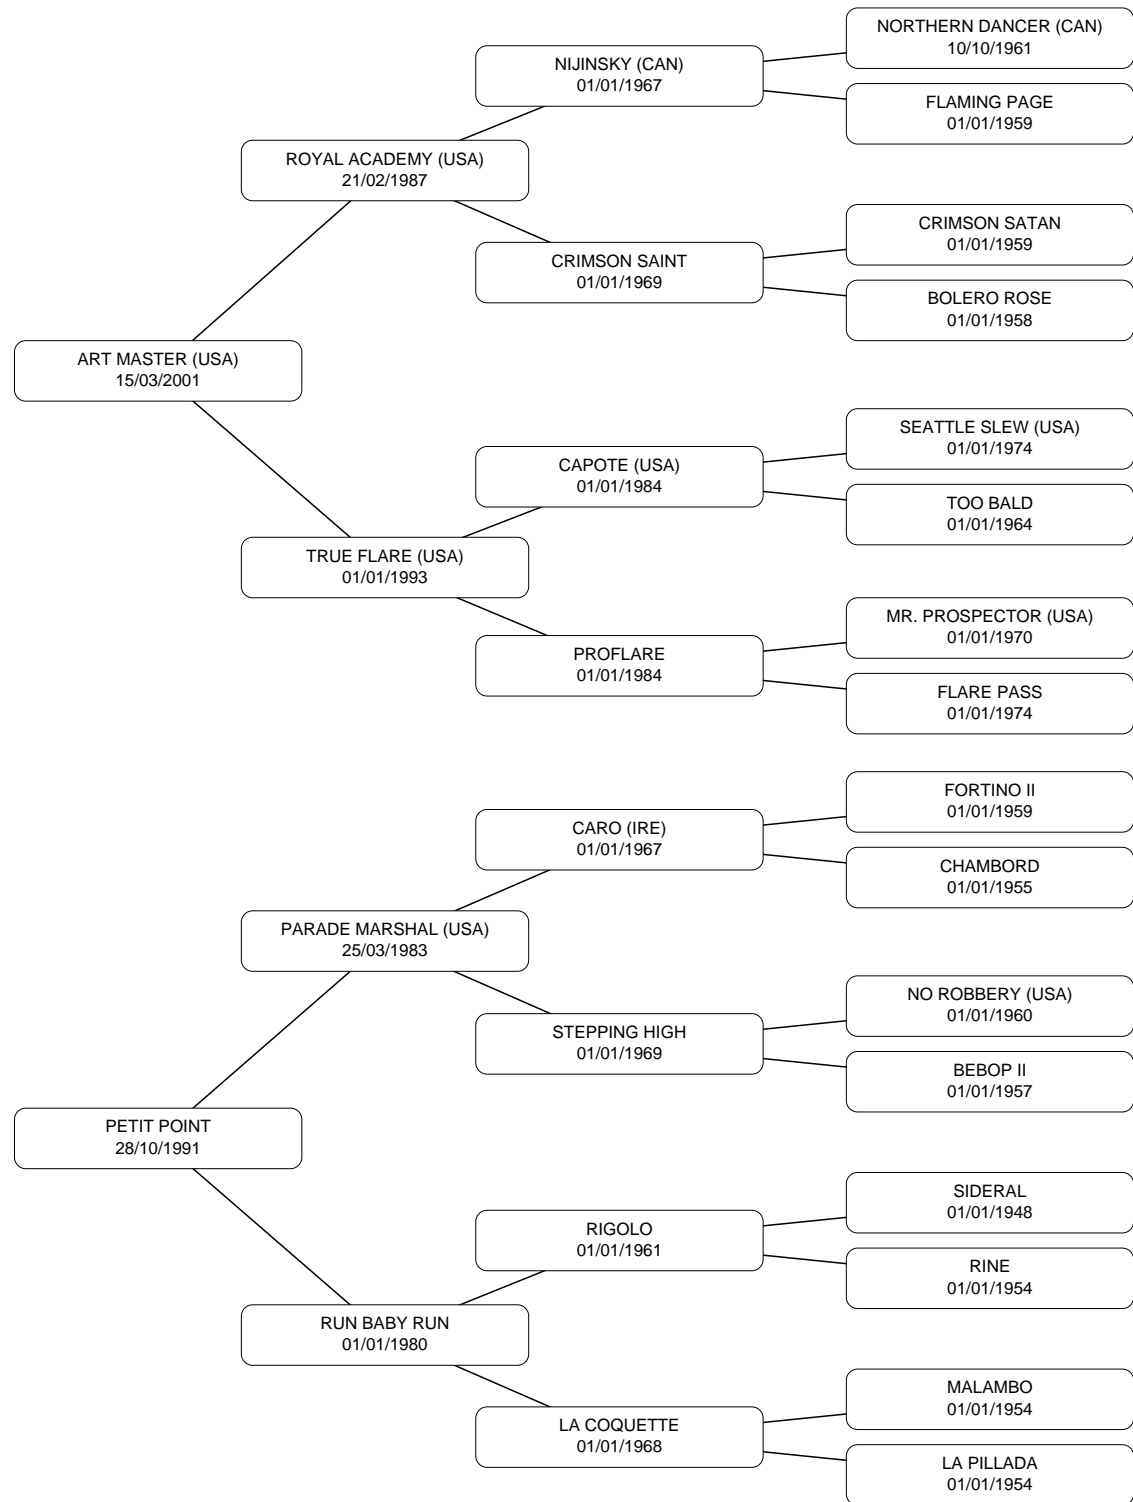 NORTHERN DANCER (CAN)
10/10/1961
NIJINSKY (CAN)
01/01/1967
FLAMING PAGE
01/01/1959
ROYAL ACADEMY (USA)
21/02/1987
CRIMSON SATAN
01/01/1959
CRIMSON SAINT
01/01/1969
BOLERO ROSE
01/01/1958
ART MASTER (USA)
15/03/2001
SEATTLE SLEW (USA)
01/01/1974
CAPOTE (USA)
01/01/1984
TOO BALD
01/01/1964
TRUE FLARE (USA)
01/01/1993
MR. PROSPECTOR (USA)
01/01/1970
PROFLARE
01/01/1984
FLARE PASS
01/01/1974
FORTINO II
01/01/1959
CARO (IRE)
01/01/1967
CHAMBORD
01/01/1955
PARADE MARSHAL (USA)
25/03/1983
NO ROBBERY (USA)
01/01/1960
STEPPING HIGH
01/01/1969
BEBOP II
01/01/1957
PETIT POINT
28/10/1991
SIDERAL
01/01/1948
RIGOLO
01/01/1961
RINE
01/01/1954
RUN BABY RUN
01/01/1980
MALAMBO
01/01/1954
LA COQUETTE
01/01/1968
LA PILLADA
01/01/1954